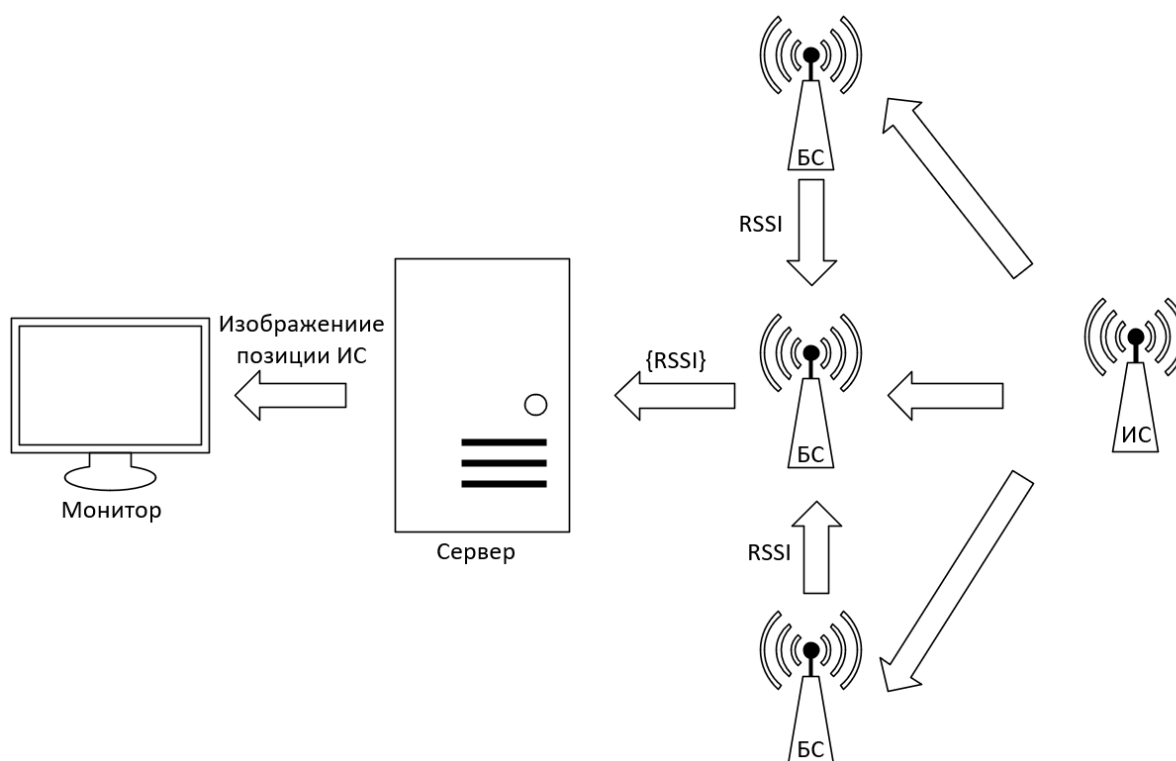 БС
RSSI
Изображениие
позиции ИС
{RSSI}
БС
ИС
Монитор
Сервер
RSSI
БС